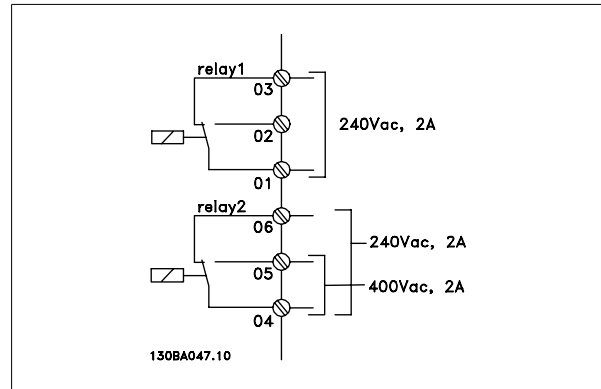 relay1
03
02
240Vac, 2A
01
relay2
06
240Vac, 2A
05
400Vac, 2A
04
130BA047.10